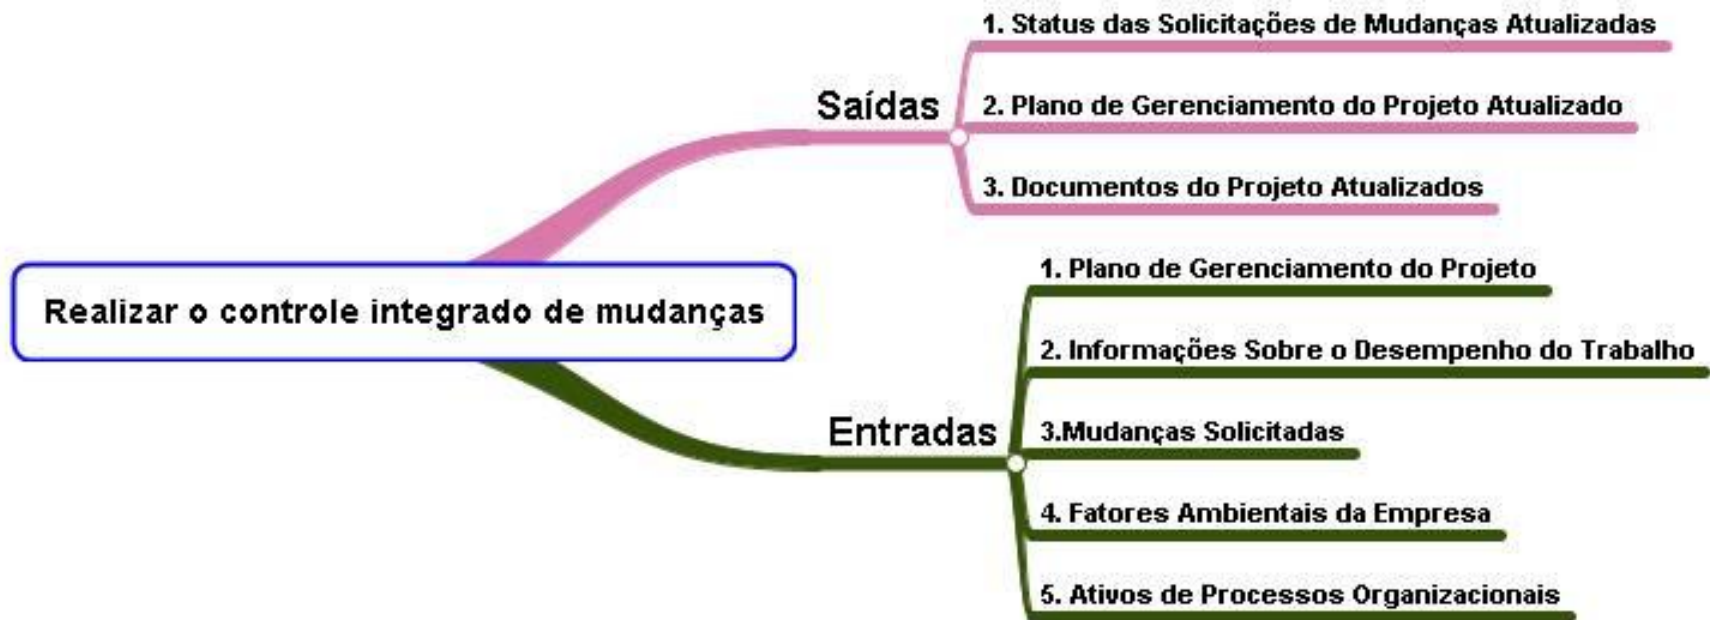 1. Status das Solicitações de Mudanças Atualizadas
Saídas
2. Plano de Gerenciamento do Projeto Atualizado
3. Documentos do Projeto Atualizados
Realizar o controle integrado de mudanças
1. Plano de Gerenciamento do Projeto
2. Informações Sobre o Desempenho do Trabalho
Entradas
3.Mudanças Solicitadas
4. Fatores Ambientais da Empresa
5. Ativos de Processos Organizacionais